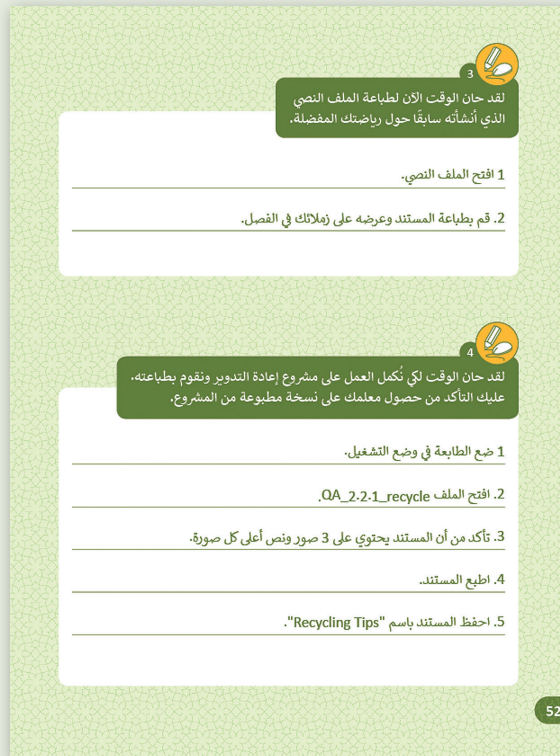 3
لقد حان الوقت الآن لطباعة الملف النصي
الذي أنشأته سابقًا حول رياضتك المفضلة.
1 افتح الملف النصي.
2. قم بطباعة المستند وعرضه على زملائك في الفصل.
4
لقد حان الوقت لكي نُكمل العمل على مشروع إعادة التدوير ونقوم بطباعته.
عليك التأكد من حصول معلمك على نسخة مطبوعة من المشروع.
1 ضع الطابعة في وضع التشغيل.
2. افتح الملف QA_2.2.1_recycle.
3. تأكد من أن المستند يحتوي على 3 صور ونص أعلى كل صورة.
4. اطبع المستند.
5. احفظ المستند باسم "Recycling Tips".
52